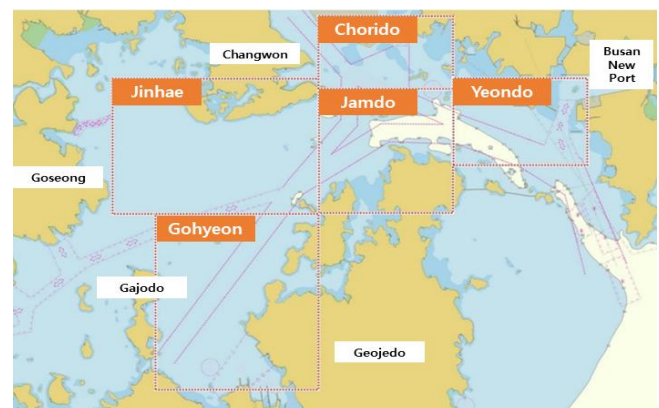 Chorido
Changwon
Busan
New
Port
Jinhae
Jamdo
Yeondo
Goseong
Gohyeon
Gajodo
Geojedo